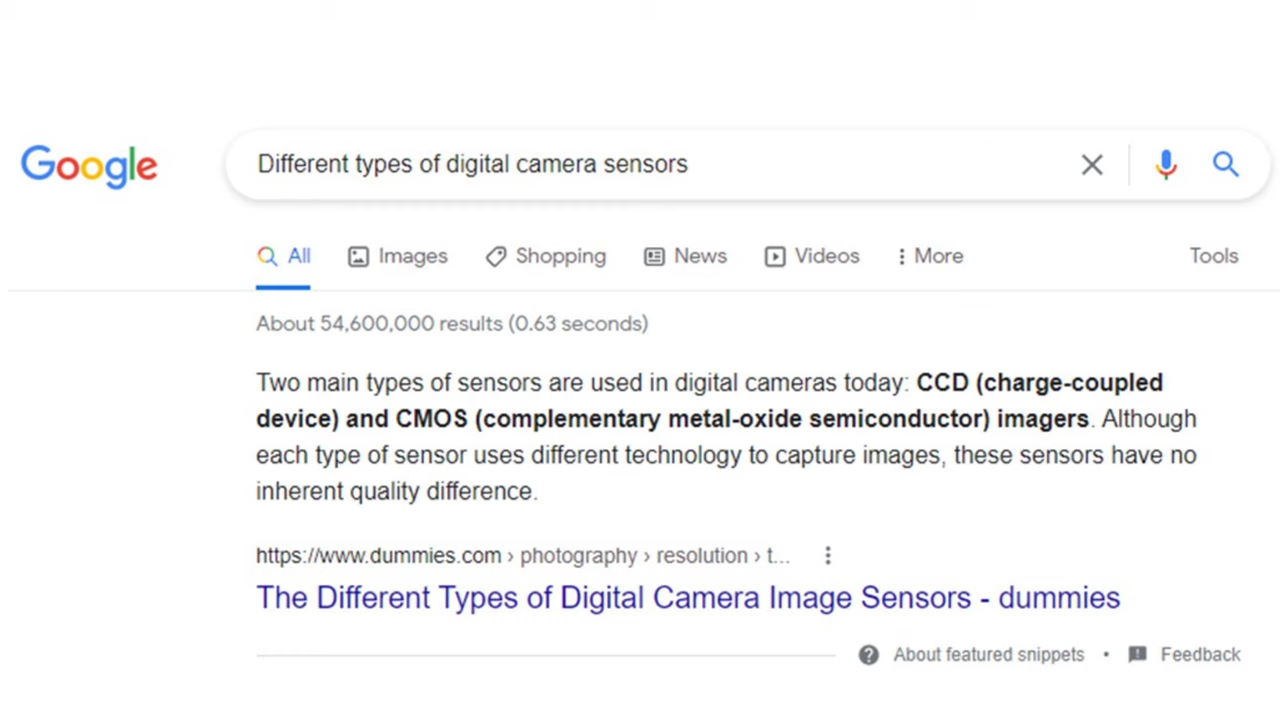 Google
Different types of digital camera sensors
All Images Shopping News Videos More Tools
About 54,600,000 results (0.63 seconds)
Two main types of sensors are used in digital cameras today: CCD (charge-coupled
device) and CMOS (complementary metal-oxide semiconductor) imagers. Although
each type of sensor uses different technology to capture images, these sensors have no
inherent quality difference.
https://www.dummies.com › photography › resolution › t...
The Different Types of Digital Camera Image Sensors - dummies
About featured snippets • Feedback